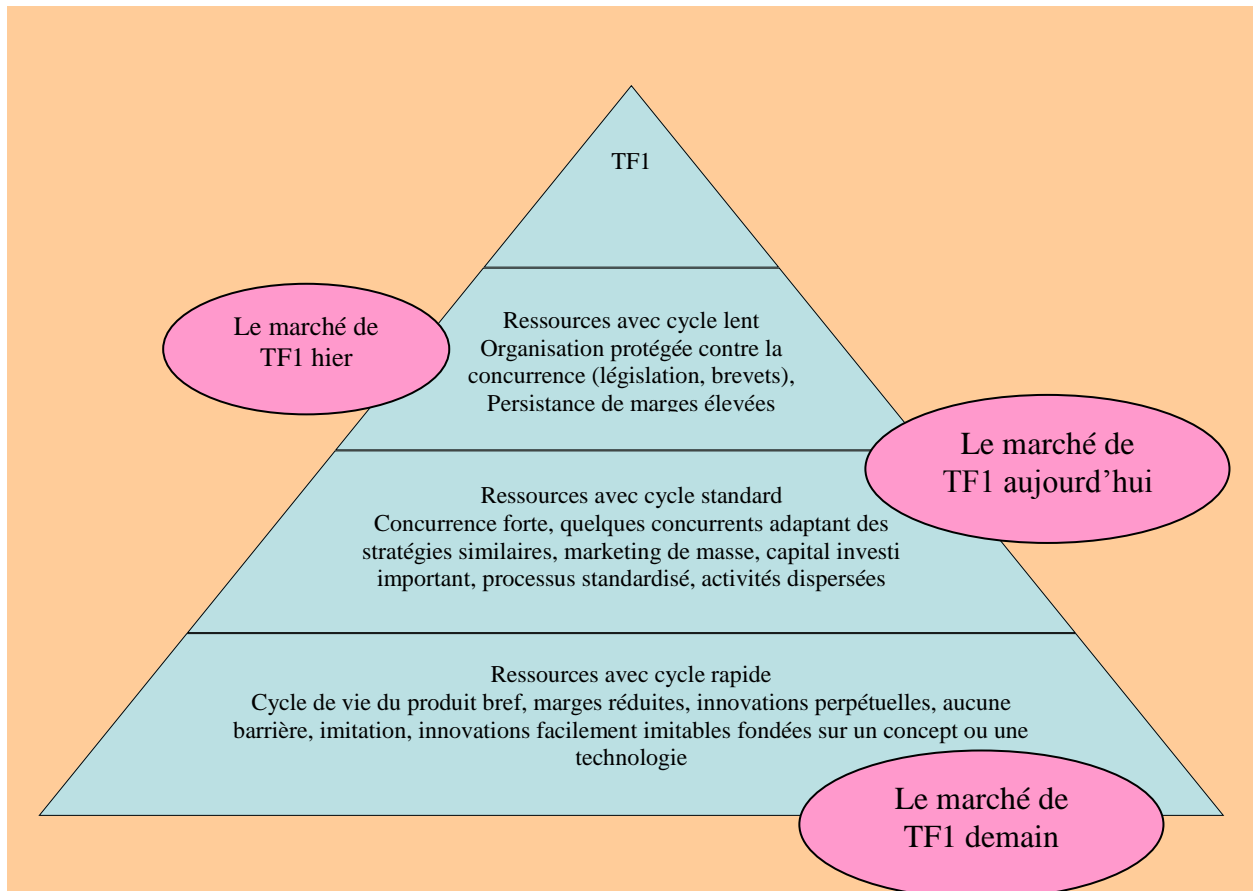 TF1
Le marché de
TF1 hier
Ressources avec cycle lent
Organisation protégée contre la
concurrence (législation, brevets),
Persistance de marges élevées
Le marché de
TF1 aujourd’hui
Ressources avec cycle standard
Concurrence forte, quelques concurrents adaptant des
stratégies similaires, marketing de masse, capital investi
important, processus standardisé, activités dispersées
Ressources avec cycle rapide
Cycle de vie du produit bref, marges réduites, innovations perpétuelles, aucune
barrière, imitation, innovations facilement imitables fondées sur un concept ou une
technologie
Le marché de
TF1 demain